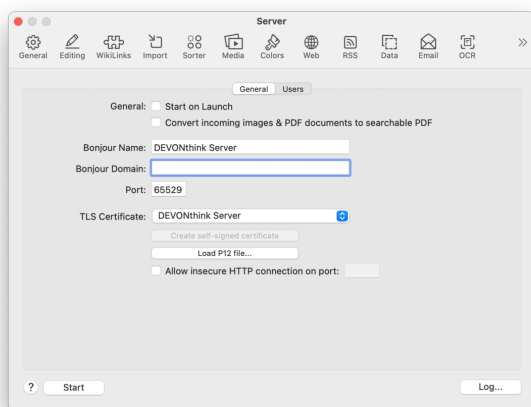 Server
General Editing WikiLinks Import Sorter Media Colors Web RSS Data Email OCR
General Users
General: Start on Launch
Convert incoming images & PDF documents to searchable PDF
Bonjour Name: DEVONthink Server
Bonjour Domain:
Port: 65529
TLS Certificate: DEVONthink Server
Create self-signed certificate
Load P12 file...
Allow insecure HTTP connection on port:
? Start Log...